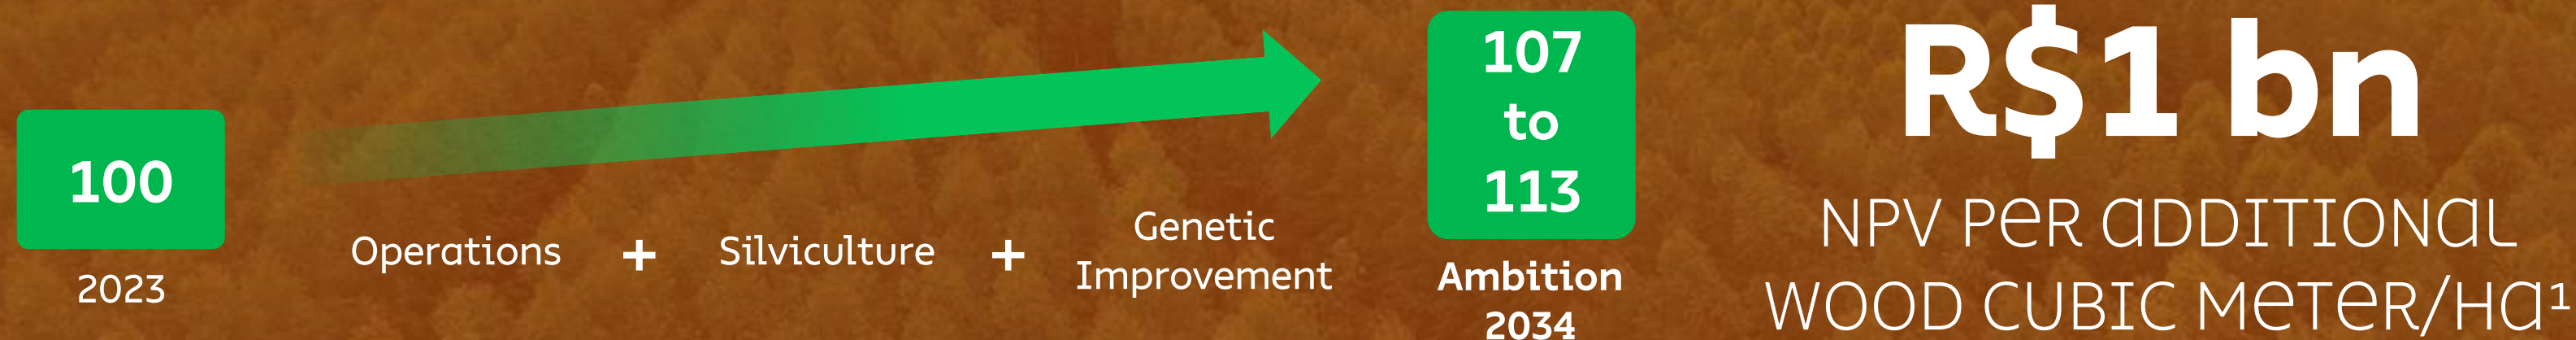 100
2023
Operations + Silviculture + Genetic
Improvement
107
to
113
Ambition
2034
R$1 bn
NPV PER ADDITIONAL
WOOD CUBIC METER/HA¹